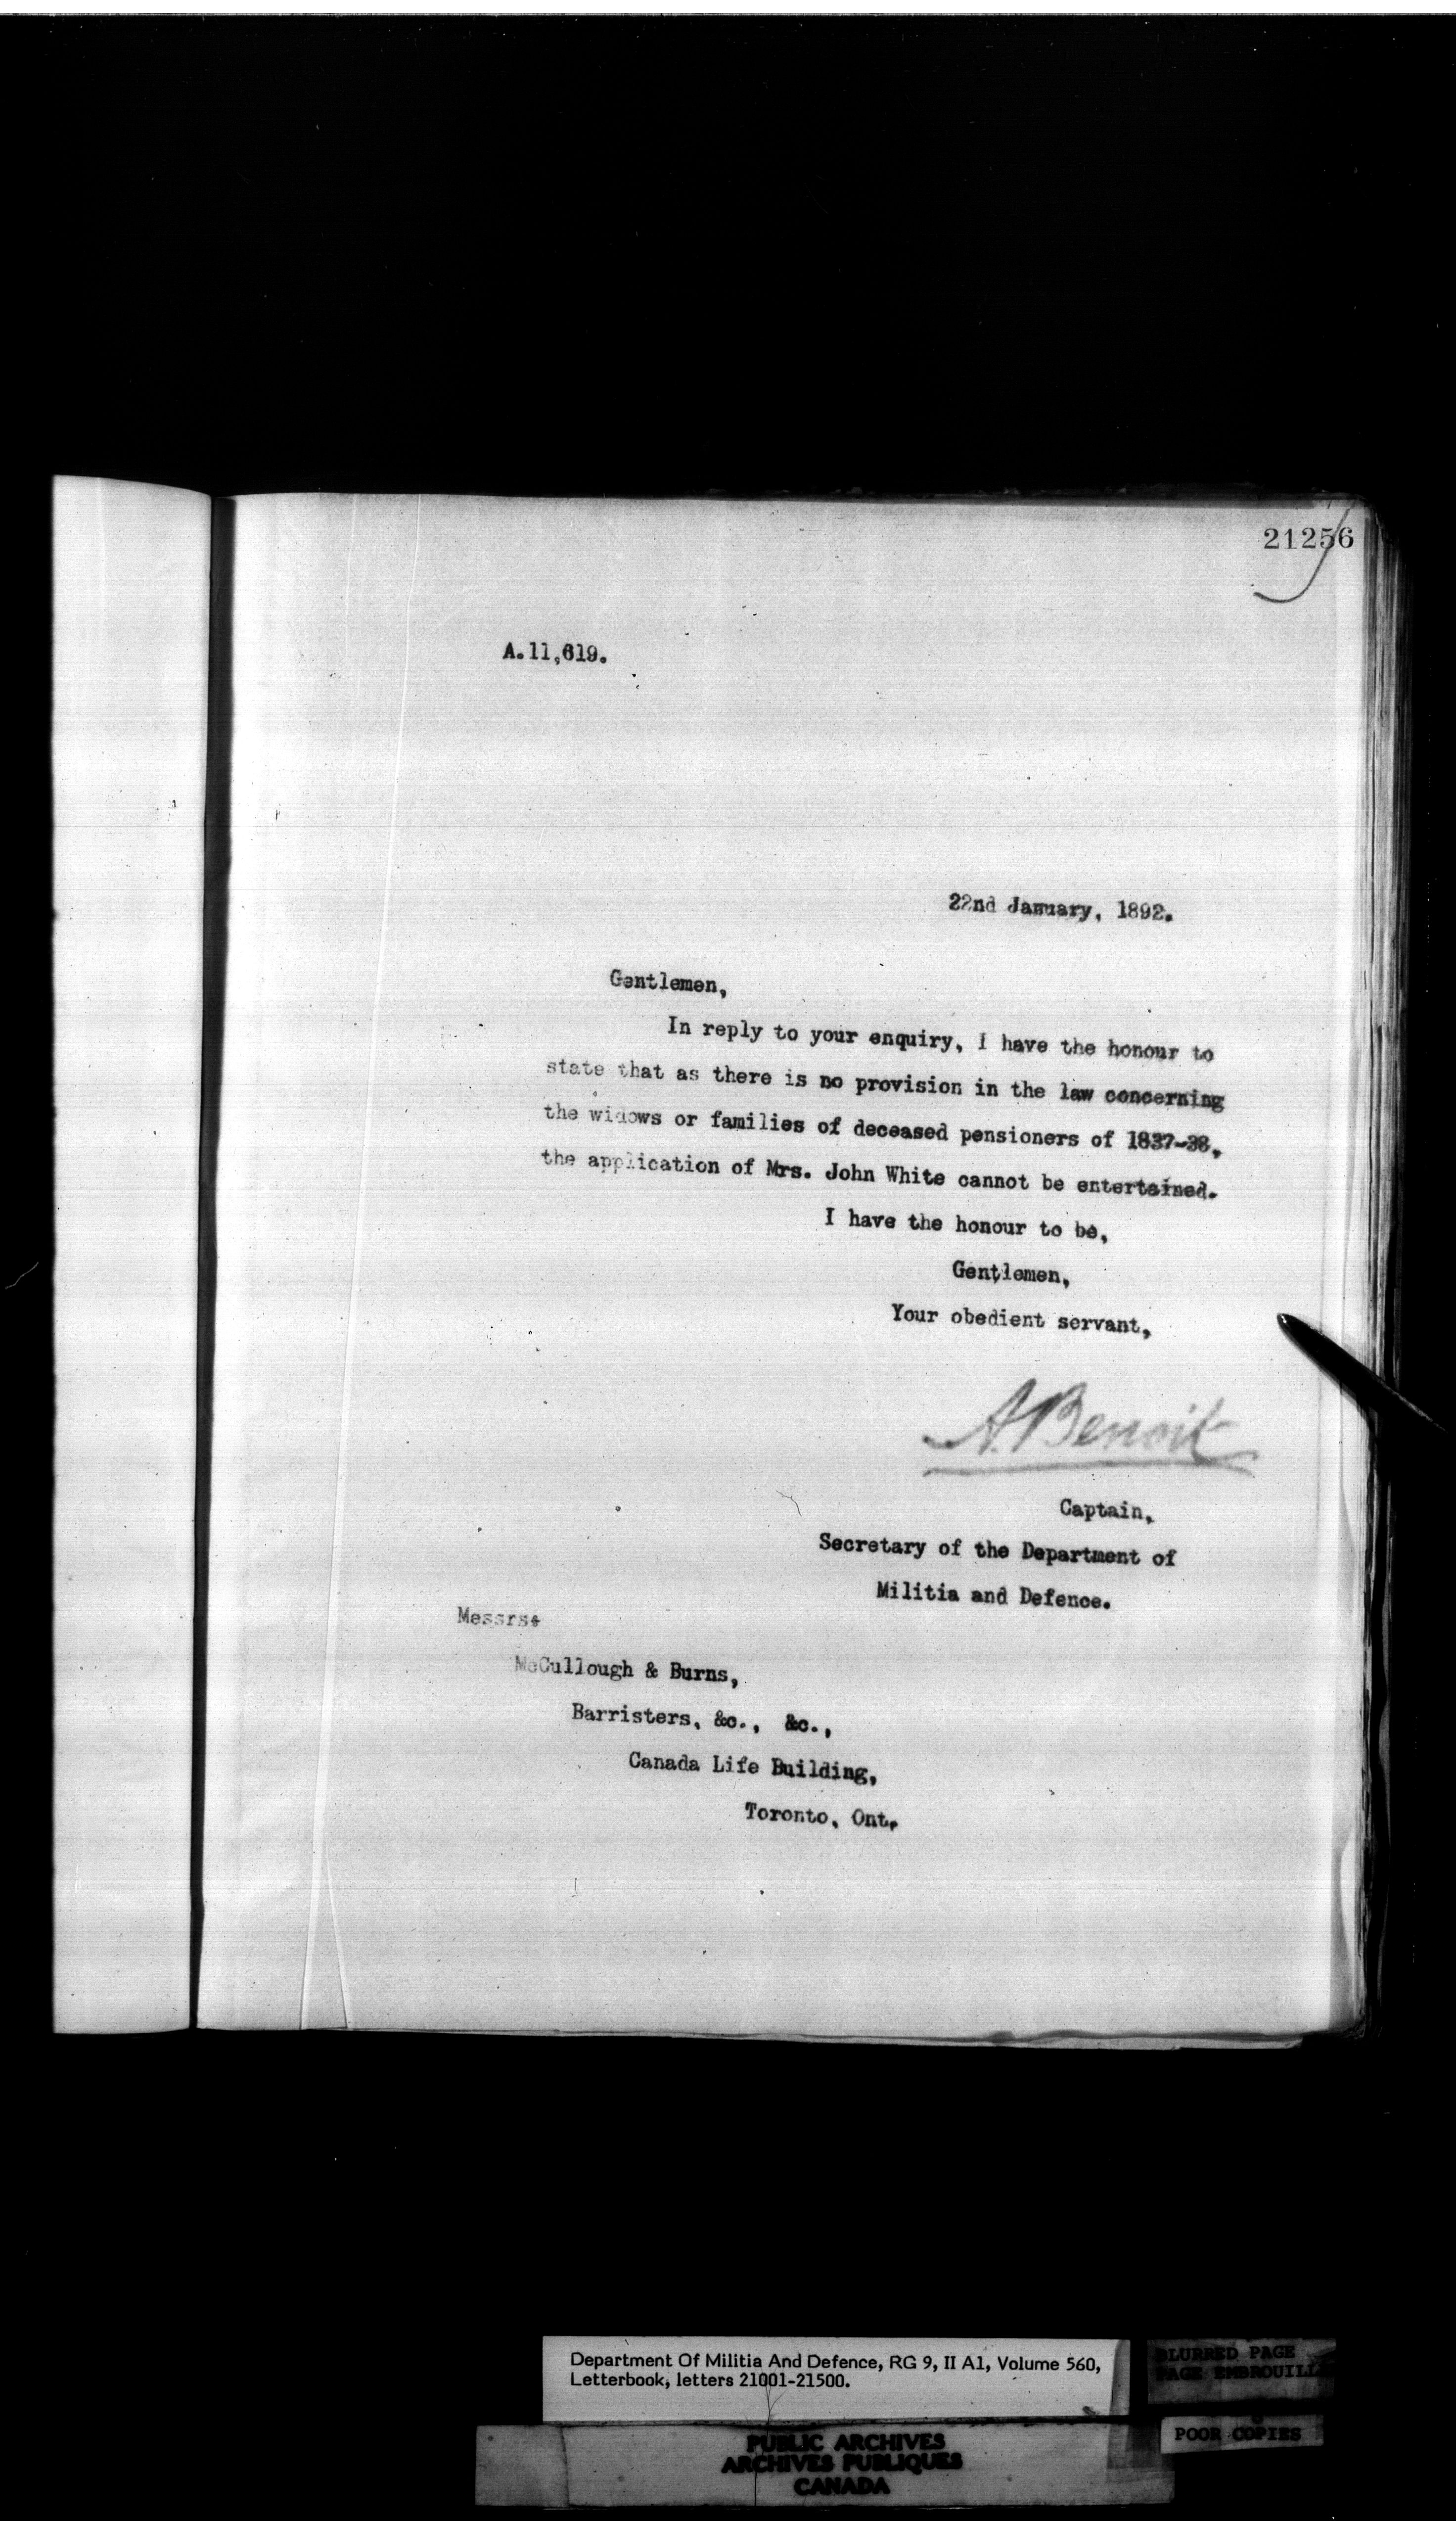 21256
A.11,619.
22nd January, 1892.
Gentlemen,
In reply to your enquiry, I have the honour to
state that as there is no provision in the law concerning
the widows or families of deceased pensioners of 1837-38,
the application of Mrs. John White cannot be entertained.
I have the honour to be,
Gentlemen,
Your obedient servant,
A. Benoit
Captain,
Secretary of the Department of
Militia and Defence.
Messrs.
McCullough & Burns,
Barristers, &c., &c.,
Canada Life Building,
Toronto, Ont.
Department Of Militia And Defence, RG 9, II A1, Volume 560,
Letterbook, letters 21001-21500.
BLURRED PAGE
PAGE EMBROUILL
POOR COPIES
PUBLIC ARCHIVES
ARCHIVES PUBLIQUES
CANADA